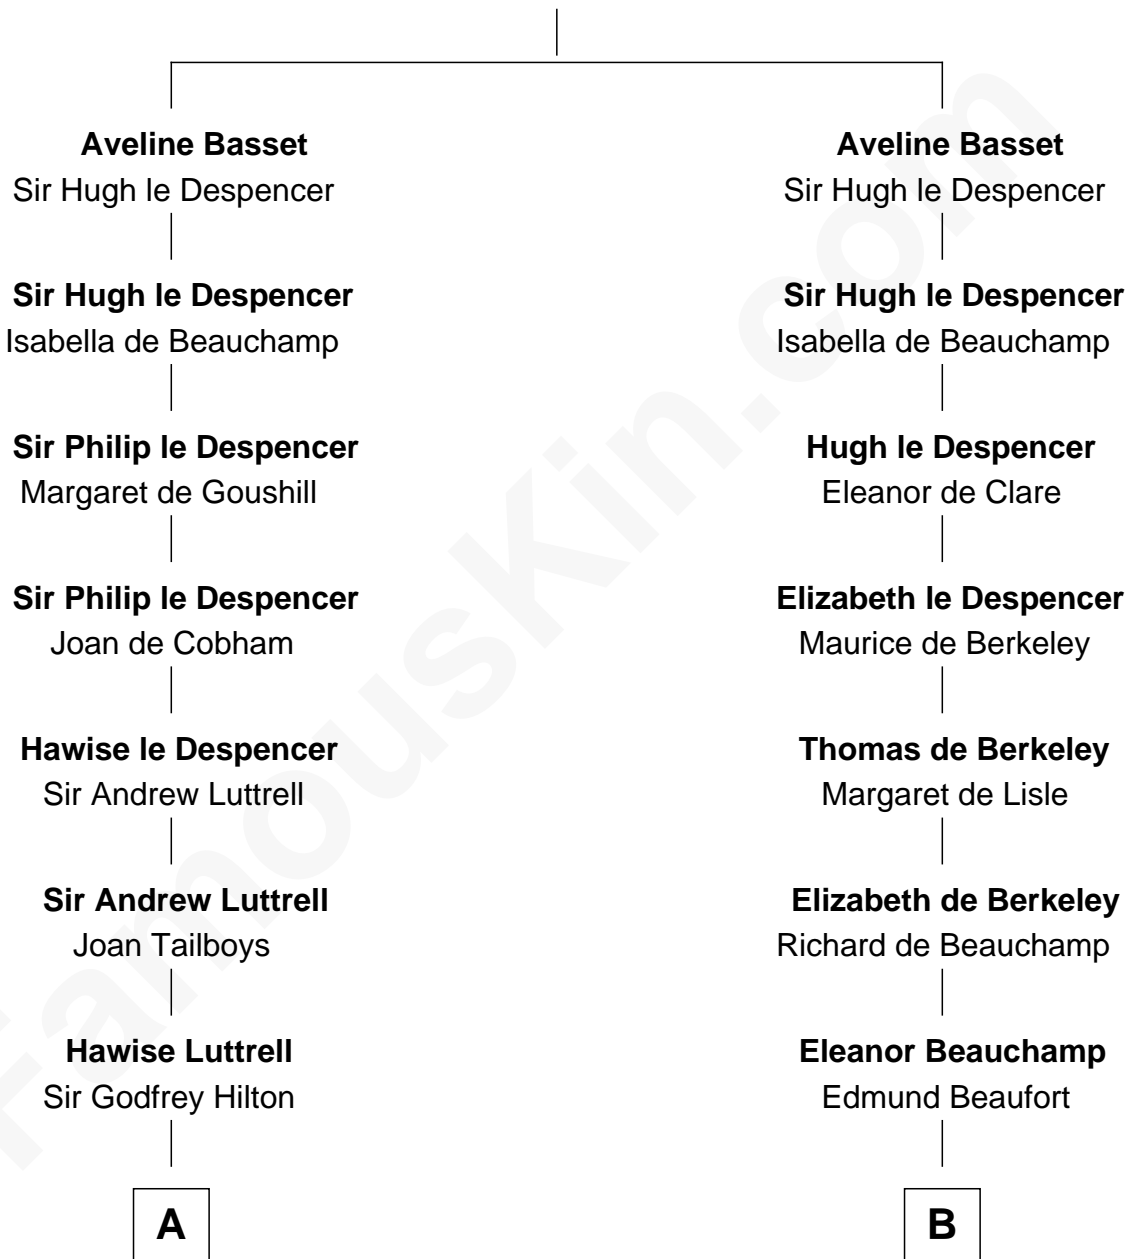 Aveline Basset
Sir Hugh le Despencer
Sir Hugh le Despencer
Isabella de Beauchamp
Sir Philip le Despencer
Margaret de Goushill
Sir Philip le Despencer
Joan de Cobham
Hawise le Despencer
Sir Andrew Luttrell
Sir Andrew Luttrell
Joan Tailboys
Hawise Luttrell
Sir Godfrey Hilton
A
Aveline Basset
Sir Hugh le Despencer
Sir Hugh le Despencer
Isabella de Beauchamp
Hugh le Despencer
Eleanor de Clare
Elizabeth le Despencer
Maurice de Berkeley
Thomas de Berkeley
Margaret de Lisle
Elizabeth de Berkeley
Richard de Beauchamp
Eleanor Beauchamp
Edmund Beaufort
B
FamousKin.com